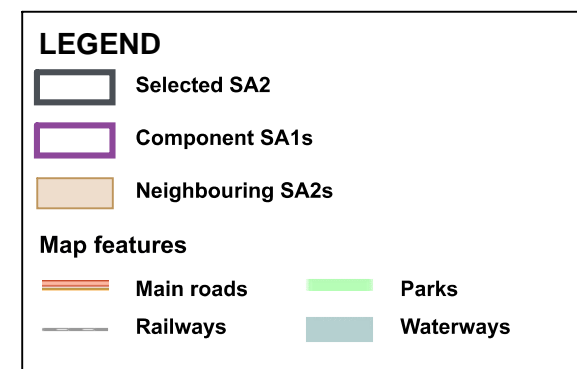 LEGEND
Selected SA2
Component SA1s
Neighbouring SA2s
Map features
Main roads
Parks
Railways
Waterways